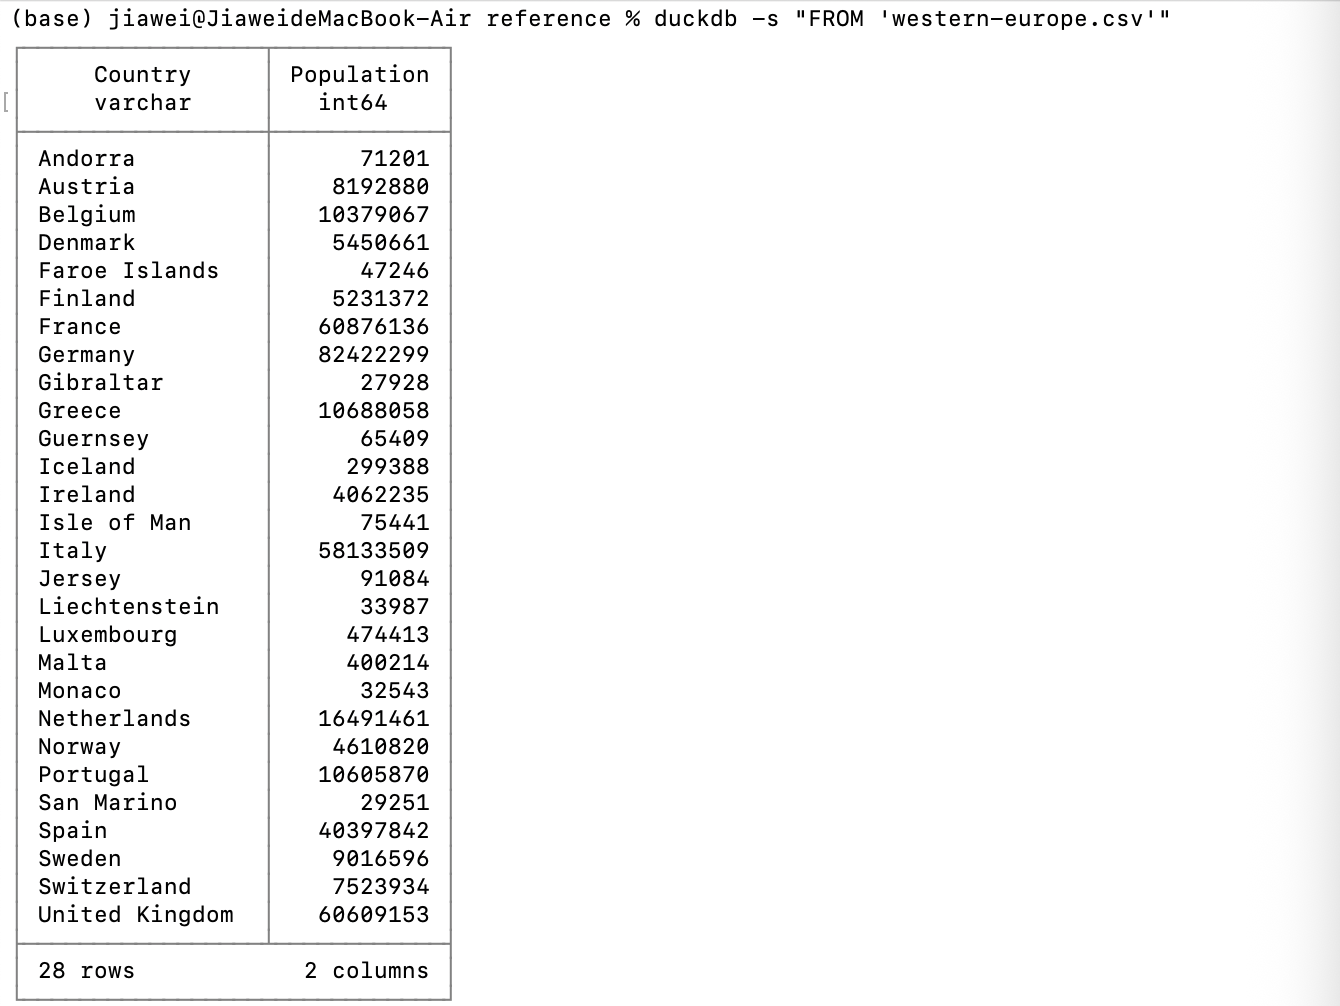 (base) jiawei@JiaweideMacBook-Air reference % duckdb -s "FROM 'western-europe.csv'"
Country Population
[ varchar int64
Andorra 71201
Austria 8192880
Belgium 10379067
Denmark 5450661
Faroe Islands 47246
Finland 5231372
France 60876136
Germany 82422299
Gibraltar 27928
Greece 10688058
Guernsey 65409
Iceland 299388
Ireland 4062235
Isle of Man 75441
Italy 58133509
Jersey 91084
Liechtenstein 33987
Luxembourg 474413
Malta 400214
Monaco 32543
Netherlands 16491461
Norway 4610820
Portugal 10605870
San Marino 29251
Spain 40397842
Sweden 9016596
Switzerland 7523934
United Kingdom 60609153
28 rows 2 columns